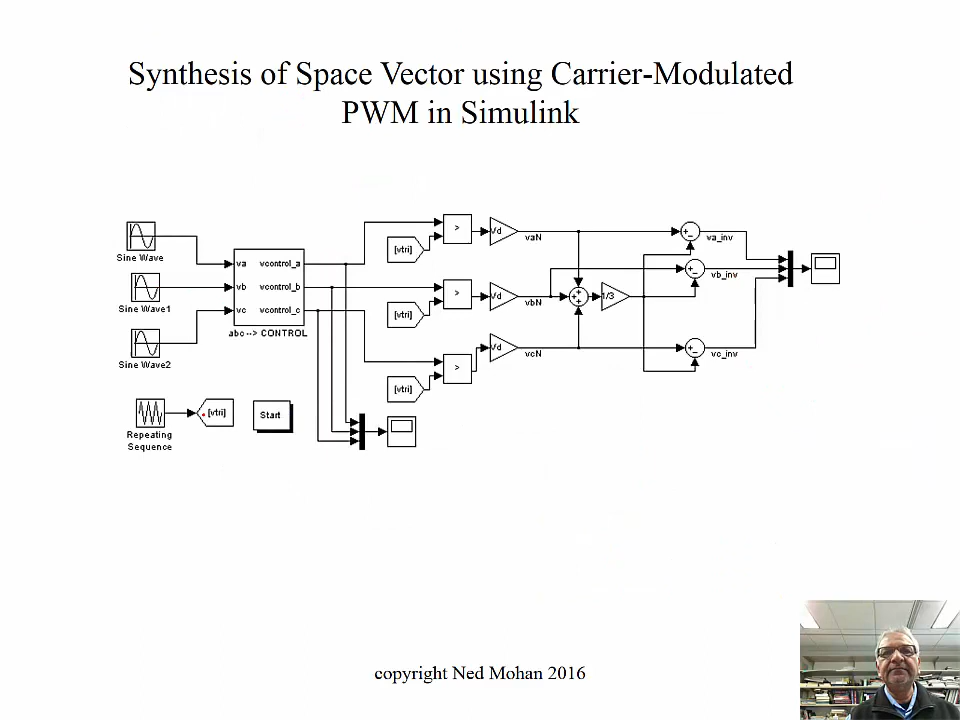 Synthesis of Space Vector using Carrier-Modulated
PWM in Simulink
Sine Wave
Sine Wave1
Sine Wave2
va
vb
vc
vcontrol_a
vcontrol_b
vcontrol_c
abc --> CONTROL
Repeating
Sequence
[vtri]
Start
>
[vtri]
Vd
vaN
>
[vtri]
Vd
vbN
>
[vtri]
Vd
vcN
1/3
va_inv
vb_inv
vc_inv
copyright Ned Mohan 2016